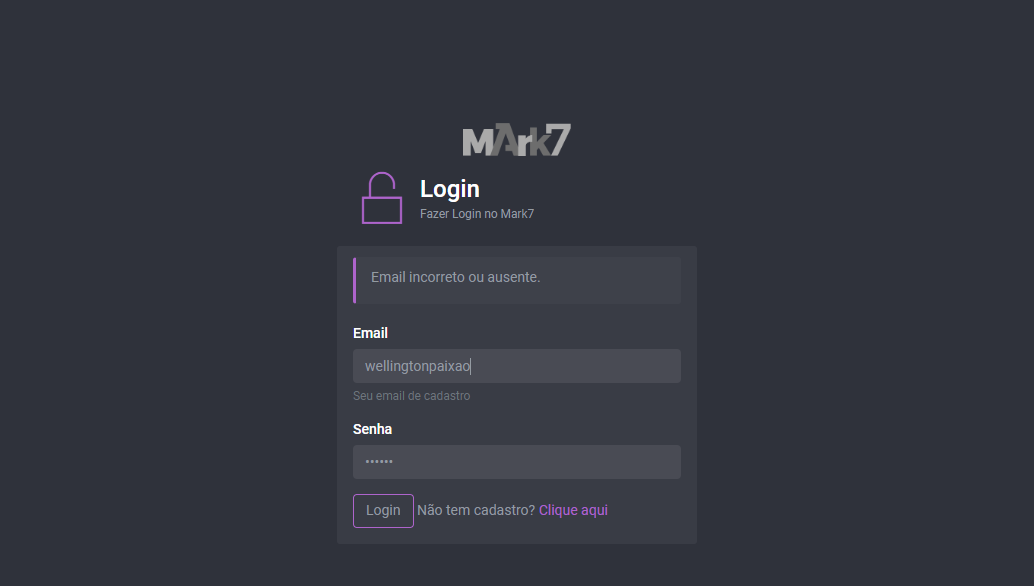 MArk7
Login
Fazer Login no Mark7
Email incorreto ou ausente.
Email
wellingtonpaixao
Seu email de cadastro
Senha
••••••
Login Não tem cadastro? Clique aqui